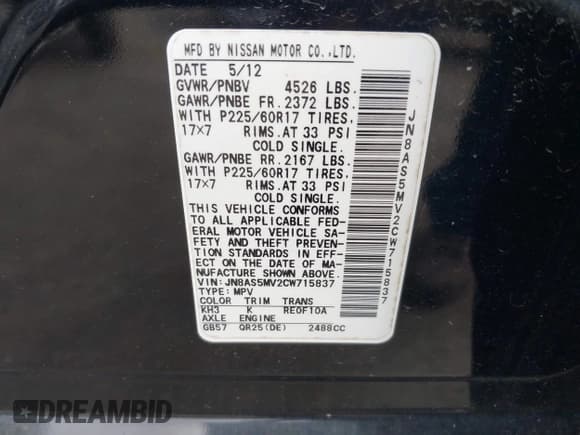 MFD BY NISSAN MOTOR CO.,LTD.
DATE 5/12
GVWR/PNBV 4526 LBS.
GAWR/PNBE FR. 2372 LBS.
WITH P225/60R17 TIRES,
17×7 RIMS. AT 33 PSI
COLD SINGLE.
GAWR/PNBE RR. 2167 LBS.
WITH P225/60R17 TIRES,
17×7 RIMS. AT 33 PSI
COLD SINGLE.
THIS VEHICLE CONFORMS
TO ALL APPLICABLE FED-
ERAL MOTOR VEHICLE SA-
FETY AND THEFT PREVEN-
TION STANDARDS IN EFF-
ECT ON THE DATE OF MA-
NUFACTURE SHOWN ABOVE.
VIN: JN8AS5MV2CW715837
TYPE: MPV
COLOR TRIM TRANS
KH3 K RE0F10A
AXLE ENGINE
GB57 QR25(DE) 2488CC
JN8AS5MV2CW715837
DREAMBID